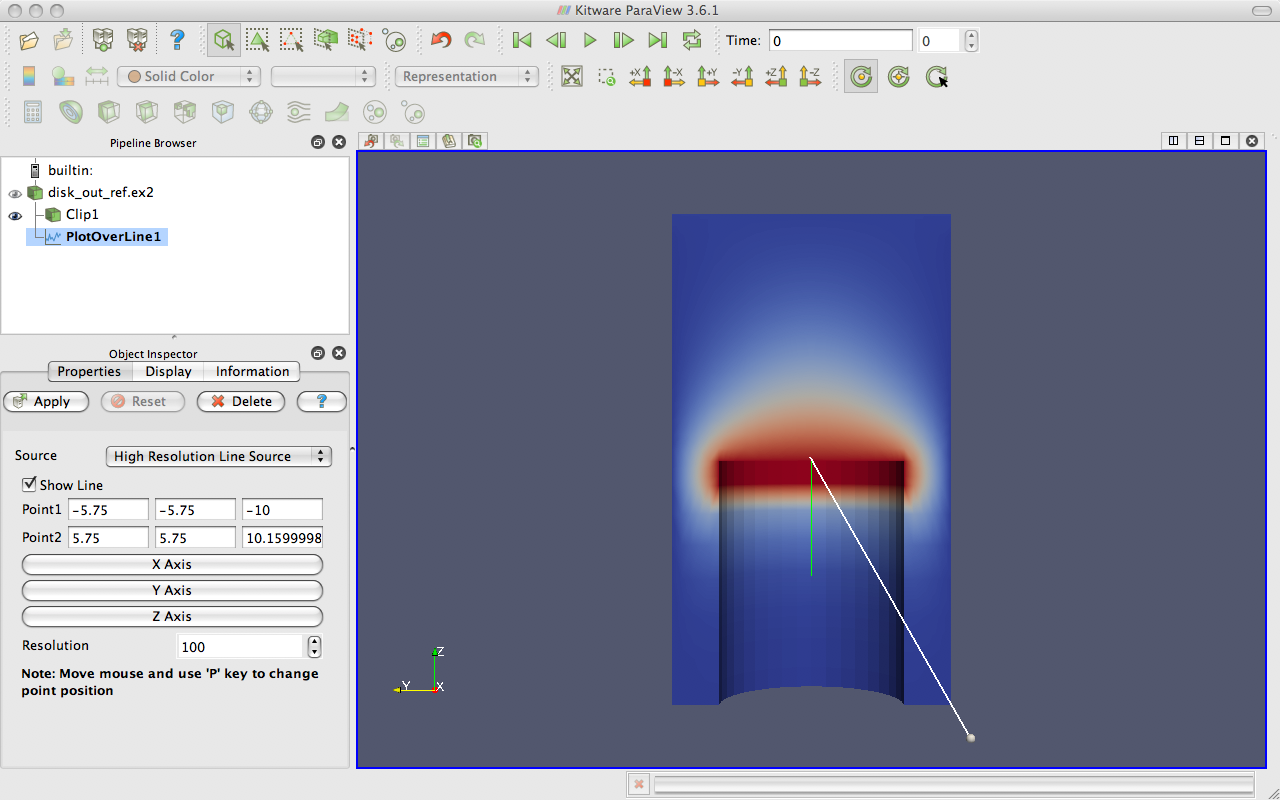 Kitware ParaView 3.6.1
Time: 0 0
Solid Color Representation
+X -X +Y -Y +Z -Z
Pipeline Browser
builtin:
disk_out_ref.ex2
Clip1
PlotOverLine1
Object Inspector
Properties Display Information
Apply Reset Delete ?
Source High Resolution Line Source
Show Line
Point1 -5.75 -5.75 -10
Point2 5.75 5.75 10.1599998
X Axis
Y Axis
Z Axis
Resolution 100
Note: Move mouse and use 'P' key to change
point position
Z
Y X